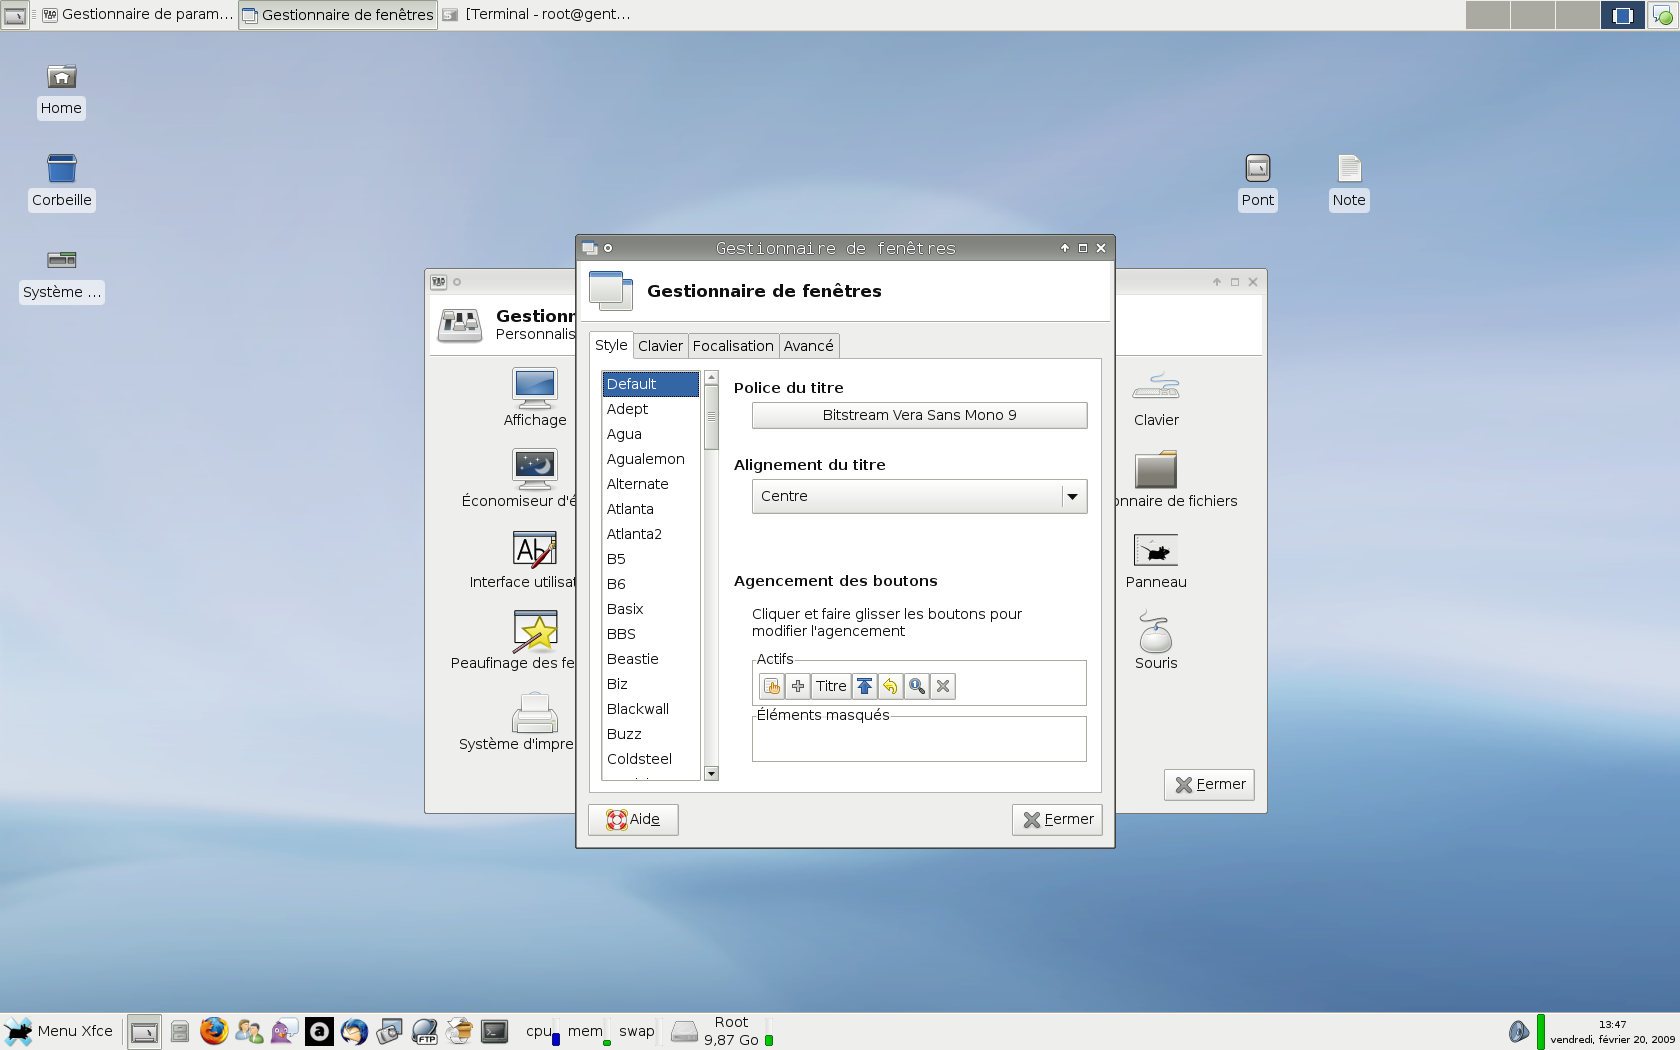 Gestionnaire de param...
Gestionnaire de fenêtres
[Terminal - root@gent...
Home
Corbeille
Système ...
Pont
Note
Gestionnaire de fenêtres
Gestionnaire de fenêtres
Style
Clavier
Focalisation
Avancé
Default
Adept
Agua
Agualemon
Alternate
Atlanta
Atlanta2
B5
B6
Basix
BBS
Beastie
Biz
Blackwall
Buzz
Coldsteel
Police du titre
Bitstream Vera Sans Mono 9
Alignement du titre
Centre
Agencement des boutons
Cliquer et faire glisser les boutons pour
modifier l'agencement
Actifs
Titre
Éléments masqués
Aide
Fermer
Gestionn
Personnalis
Affichage
Économiseur d'é
Interface utilisat
Peaufinage des fe
Système d'impre
Clavier
onnaire de fichiers
Panneau
Souris
Fermer
Menu Xfce
FTP
cpu
mem
swap
Root
9,87 Go
13:47
vendredi, février 20, 2009